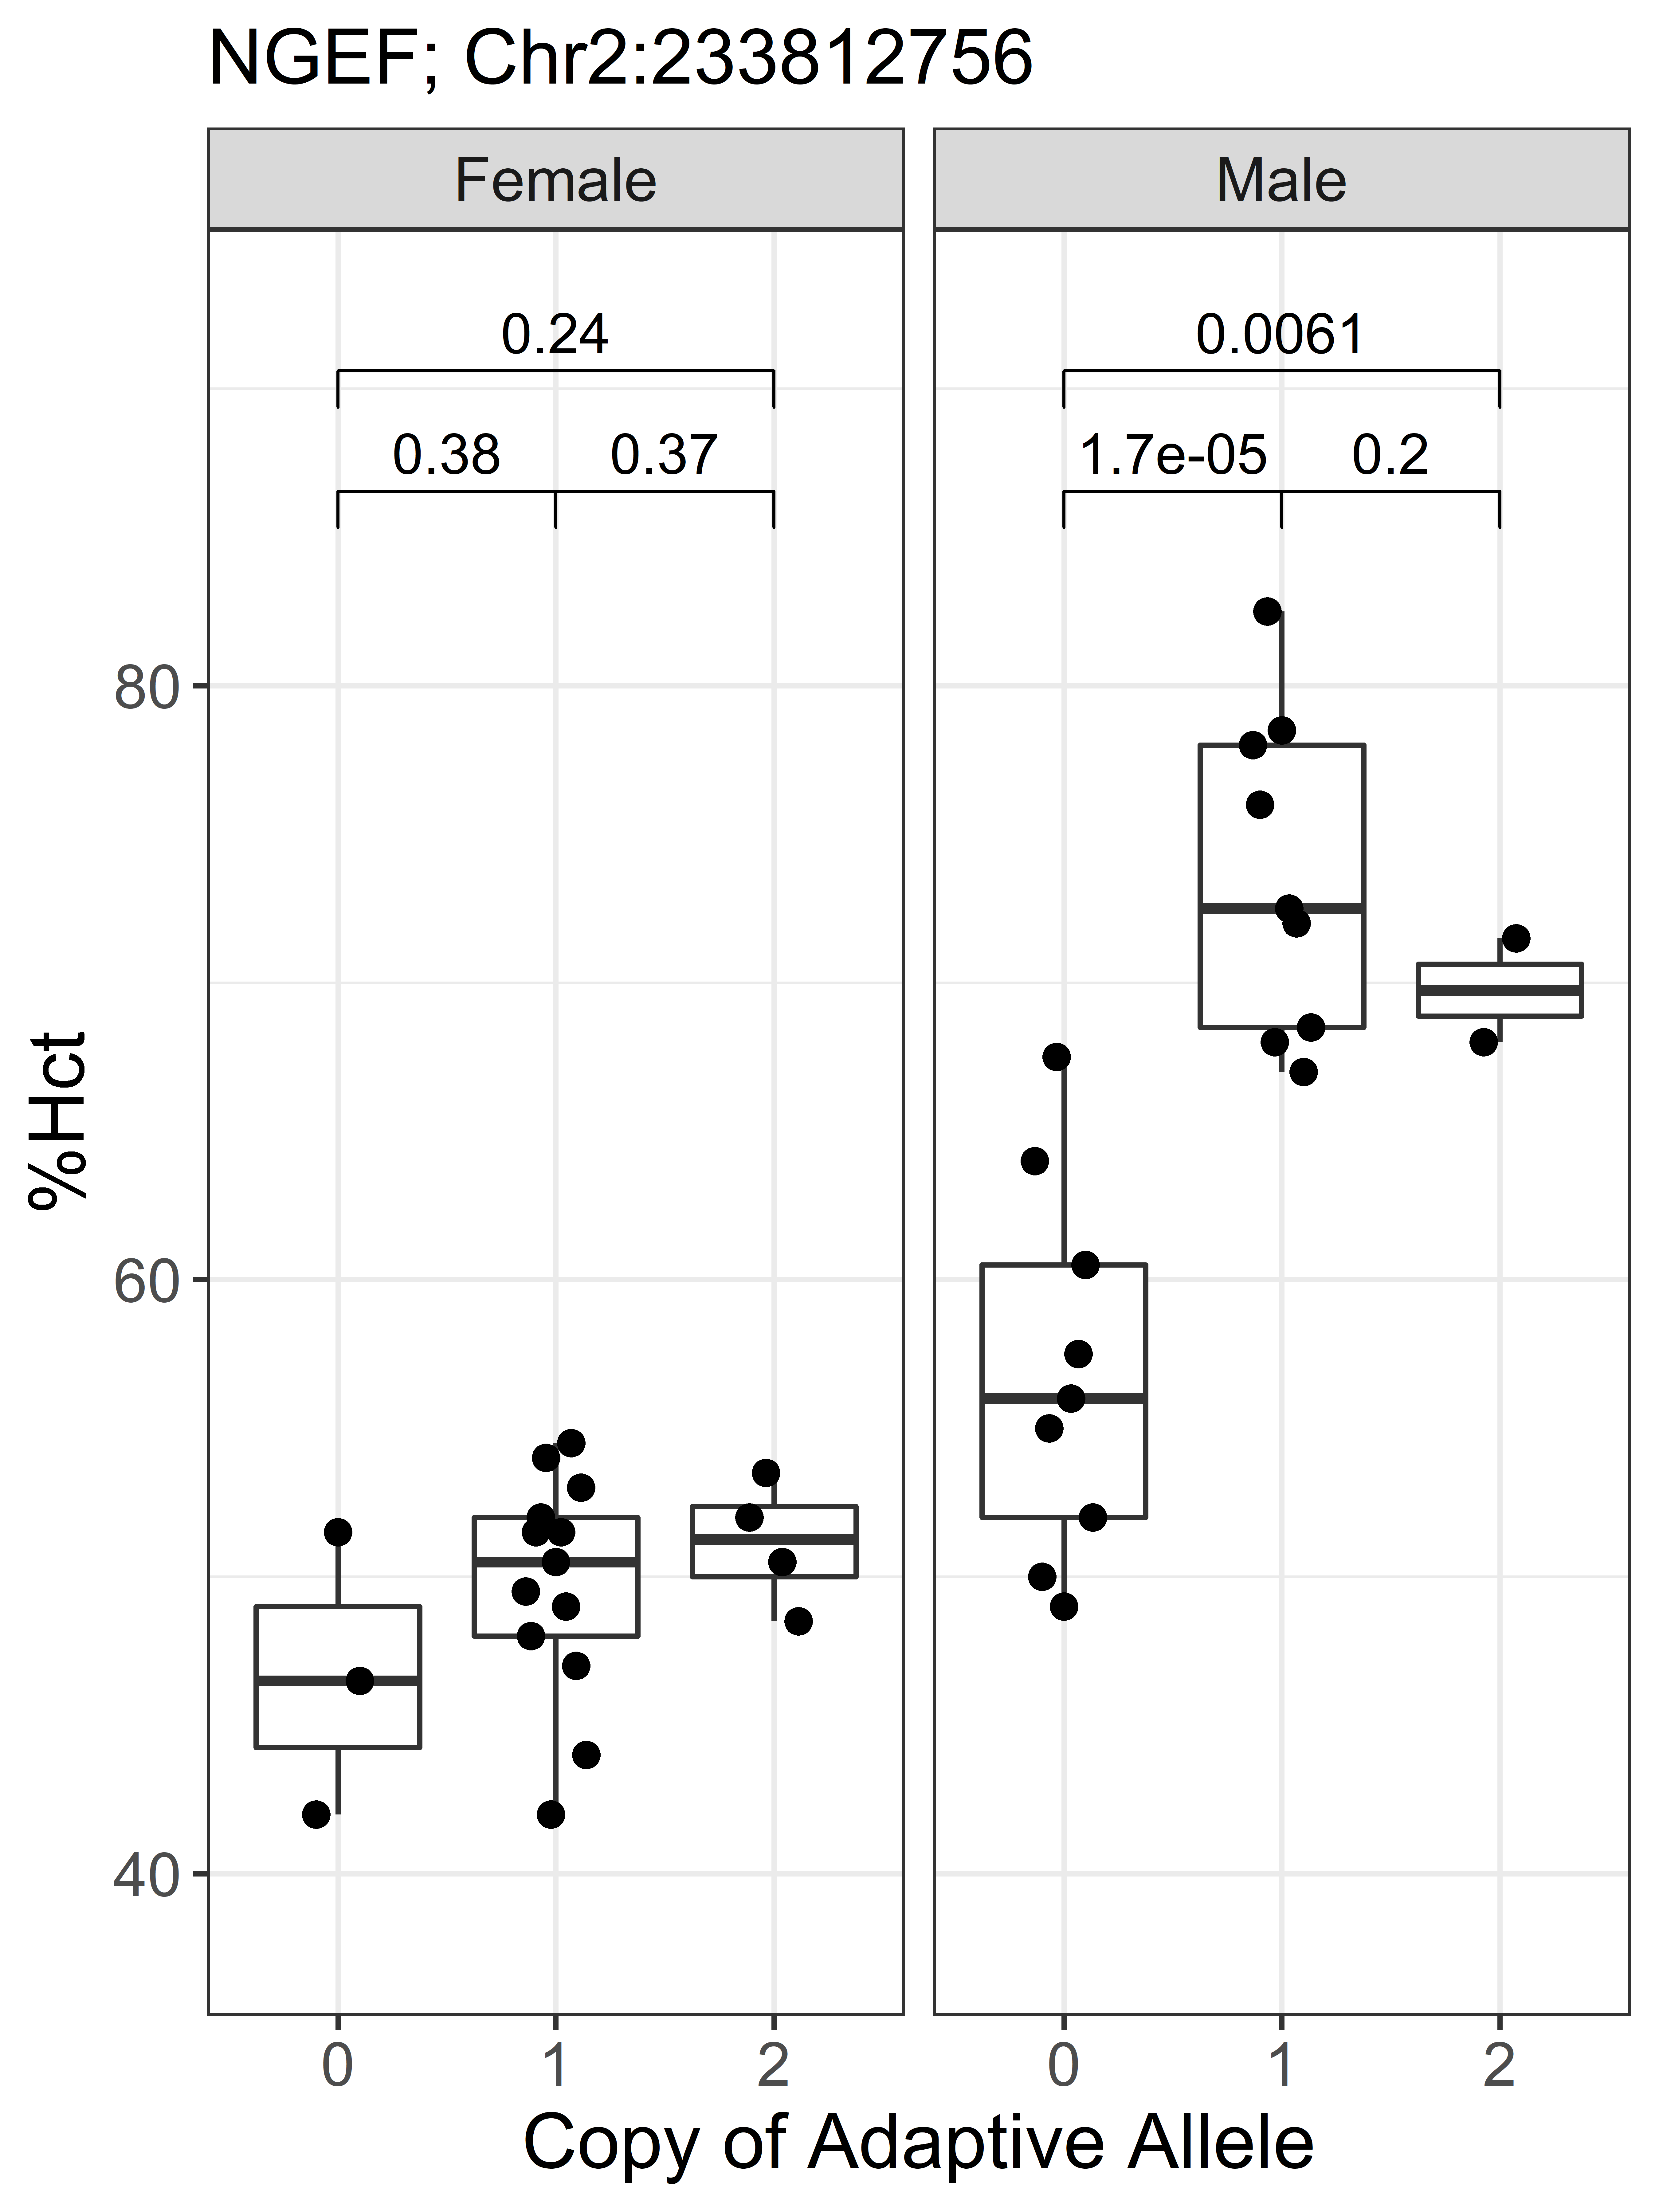 NGEF; Chr2:233812756
Female Male
0.24 0.0061
0.38 0.37 1.7e-05 0.2
80
60
40
%Hct
0 1 2 0 1 2
Copy of Adaptive Allele